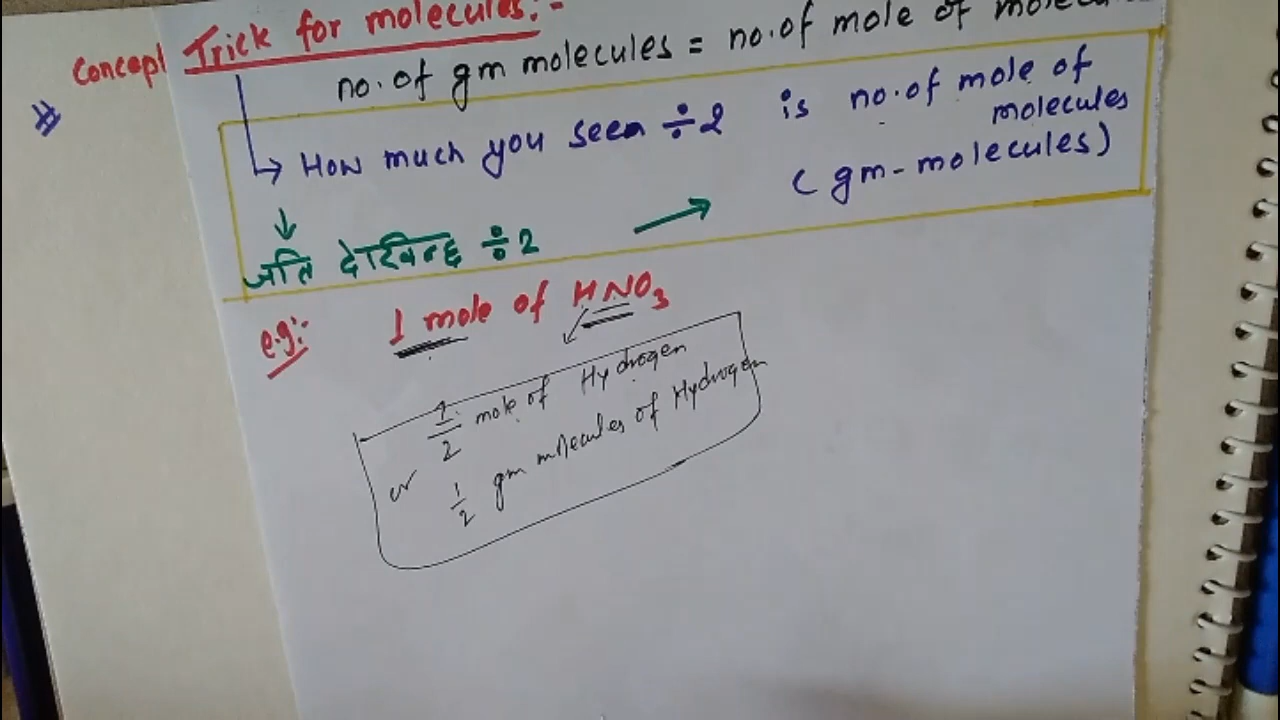 Concept Trick for molecules:-
no. of gm molecules = no. of mole of
→ How much you seen ÷2 is no. of mole of molecules
(gm-molecules)
जति देखिन्छ ÷2 →
e.g:- 1 mole of HNO₃
1/2 mole of Hydrogen
or 1/2 gm molecules of Hydrogen